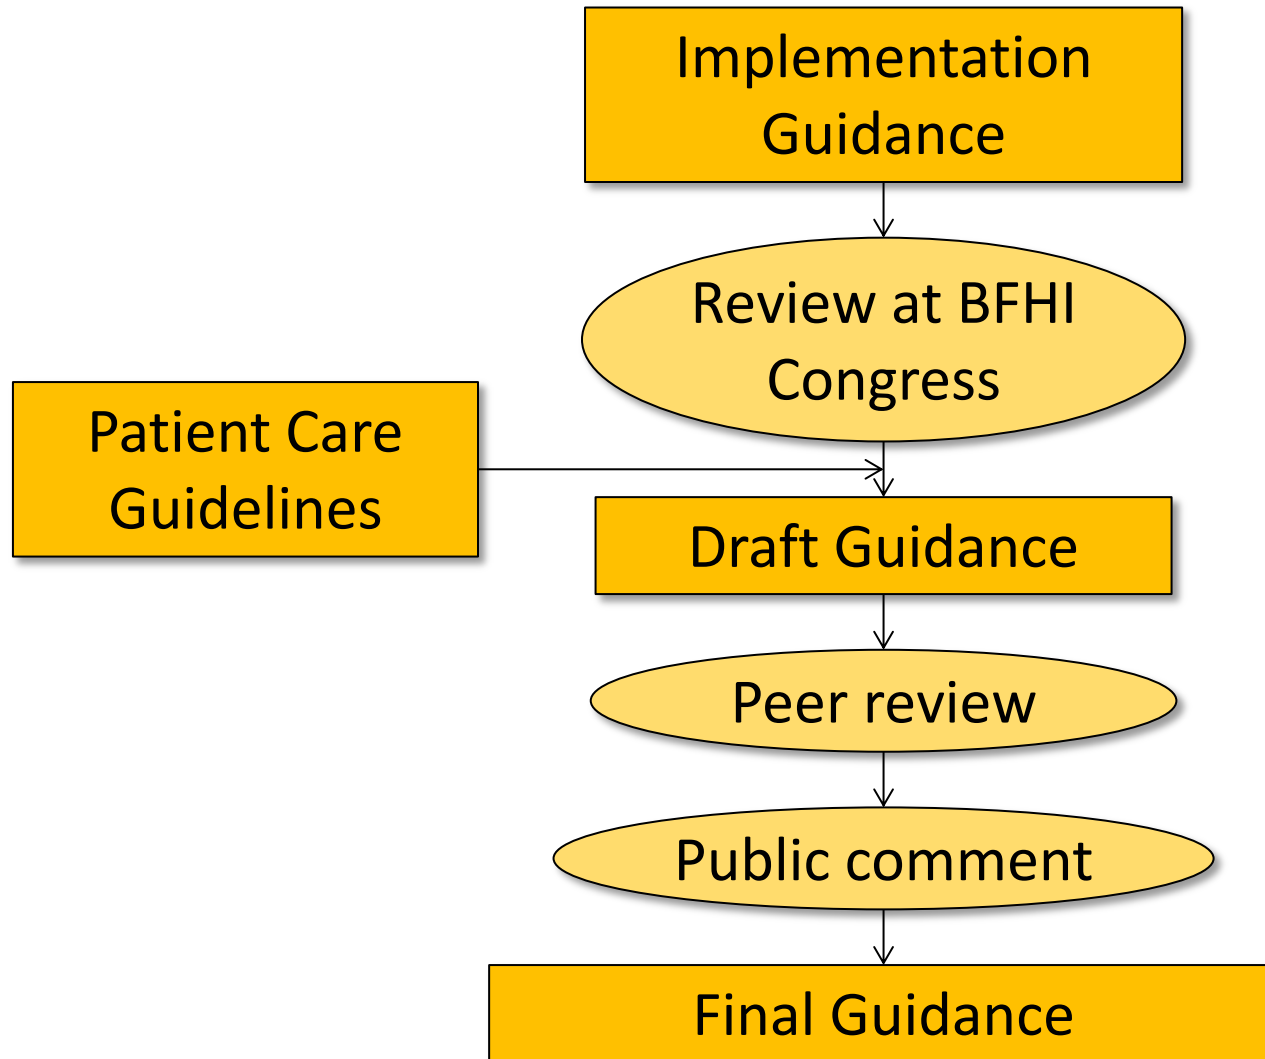 Implementation
Guidance
Review at BFHI
Congress
Patient Care
Guidelines
Draft Guidance
Peer review
Public comment
Final Guidance